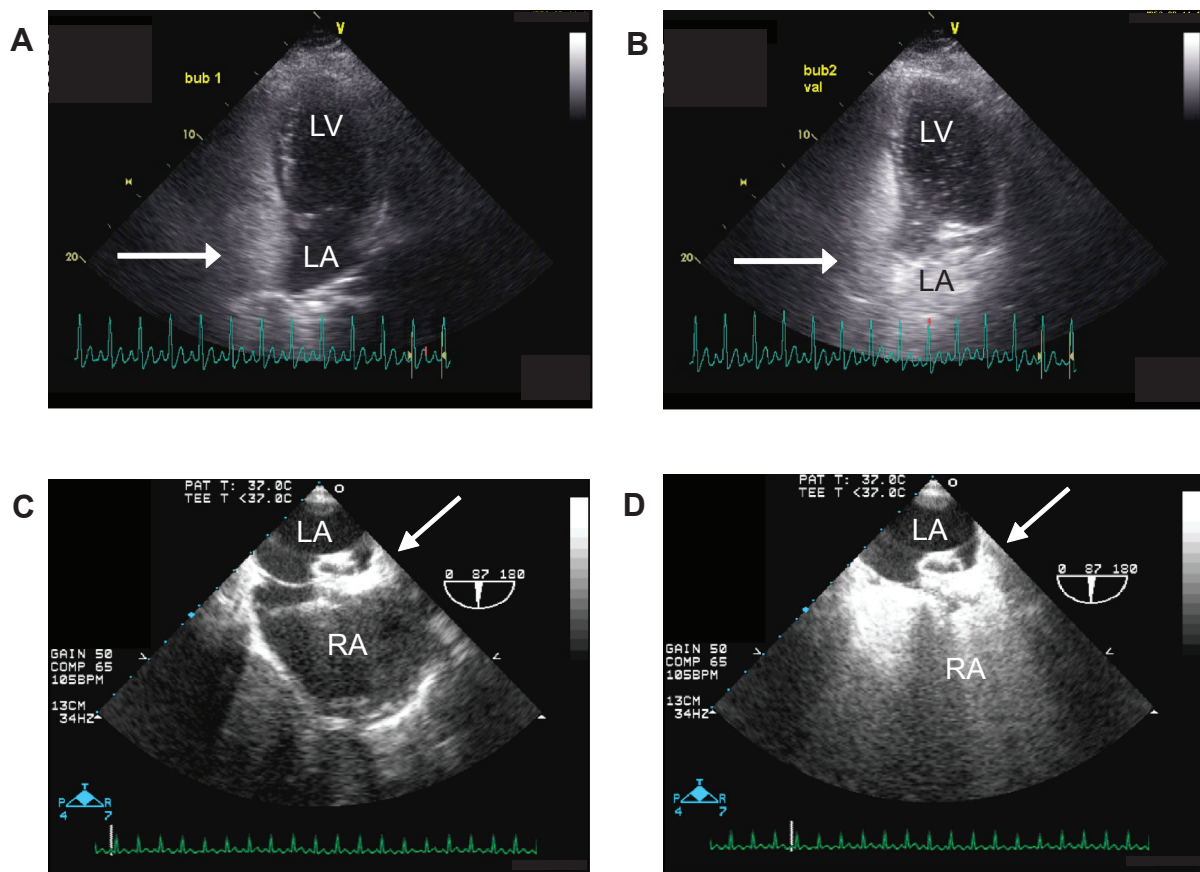 A
V
bub 1
LV
10
LA
20
B
V
bub2
val
LV
10
LA
20
C
PAT T: 37.0C
TEE T <37.0C
LA
0 87 180
RA
GAIN 50
COMP 65
105BPM
13CM
34HZ
T
P R
4 7
D
PAT T: 37.0C
TEE T <37.0C
LA
0 87 180
RA
GAIN 50
COMP 65
105BPM
13CM
34HZ
T
P R
4 7